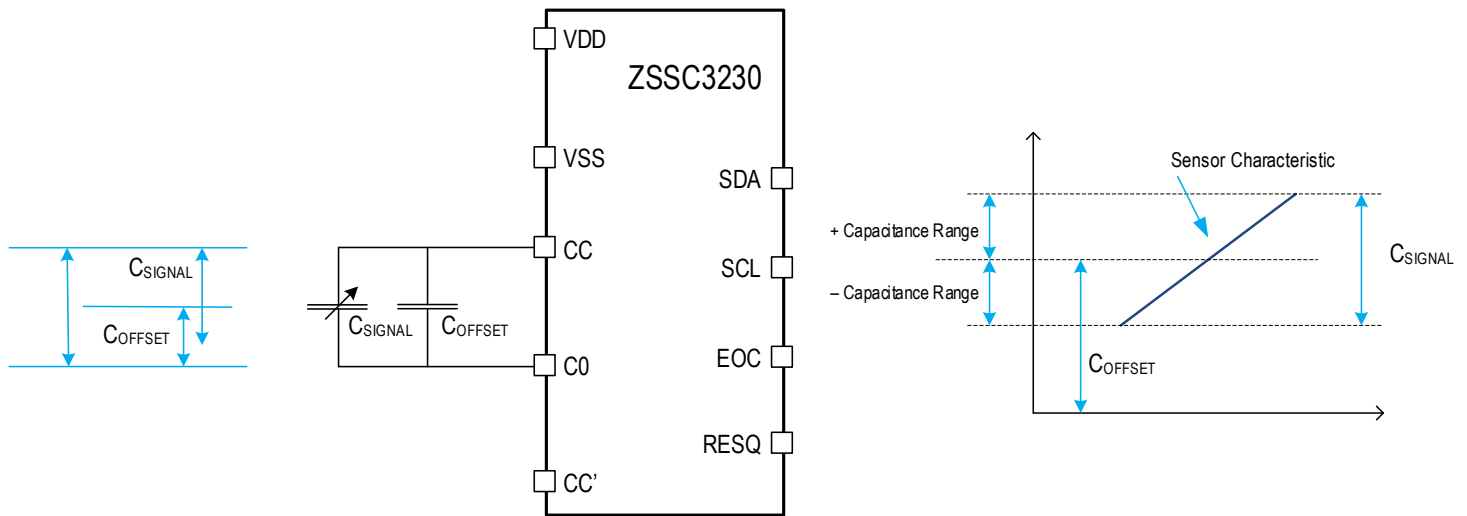 CSIGNAL
COFFSET
CSIGNAL
COFFSET
VDD
VSS
CC
C0
CC’
ZSSC3230
SDA
SCL
EOC
RESQ
Sensor Characteristic
+ Capacitance Range
– Capacitance Range
COFFSET
CSIGNAL